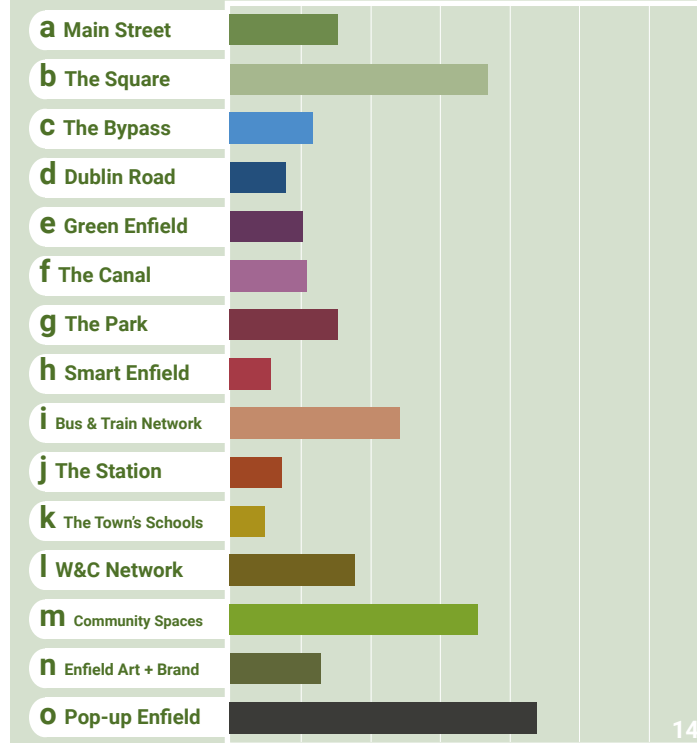 a Main Street
b The Square
c The Bypass
d Dublin Road
e Green Enfield
f The Canal
g The Park
h Smart Enfield
i Bus & Train Network
j The Station
k The Town’s Schools
l W&C Network
m Community Spaces
n Enfield Art + Brand
o Pop-up Enfield
14